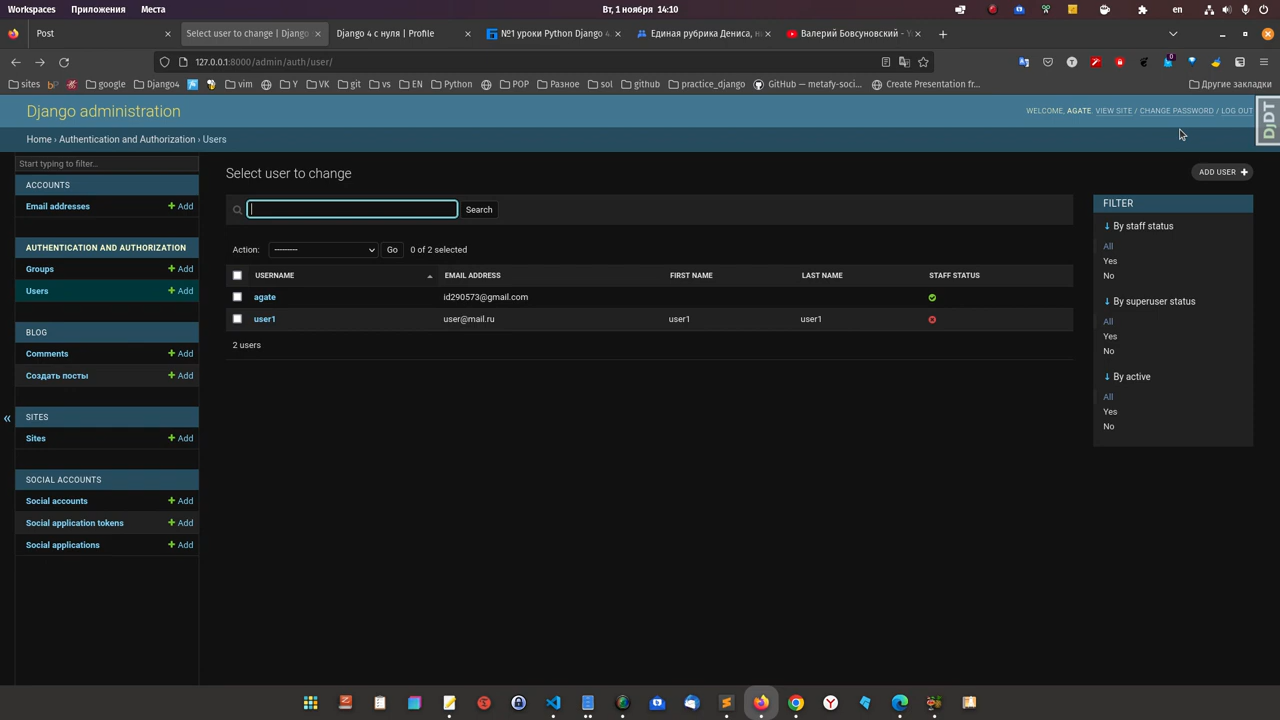 Workspaces Приложения Места Вт, 1 ноября 14:10 en
Post Select user to change | Django Django 4 с нуля | Profile №1 уроки Python Django 4 Единая рубрика Дениса, на Валерий Бовсуновский - Yo
127.0.0.1:8000/admin/auth/user/ 0
sites google Django4 vim Y VK git vs EN Python POP Разное sol github practice_django GitHub — metafy-soci... Create Presentation fr... Другие закладки
Django administration
WELCOME, AGATE. VIEW SITE / CHANGE PASSWORD / LOG OUT
DjDT
Home › Authentication and Authorization › Users
Start typing to filter...
ACCOUNTS
Email addresses Add
AUTHENTICATION AND AUTHORIZATION
Groups Add
Users Add
BLOG
Comments Add
Создать посты Add
SITES
Sites Add
SOCIAL ACCOUNTS
Social accounts Add
Social application tokens Add
Social applications Add
«
Select user to change
ADD USER
Search
Action: --------- Go 0 of 2 selected
USERNAME EMAIL ADDRESS FIRST NAME LAST NAME STAFF STATUS
agate id290573@gmail.com
user1 user@mail.ru user1 user1
2 users
FILTER
↓ By staff status
All
Yes
No
↓ By superuser status
All
Yes
No
↓ By active
All
Yes
No